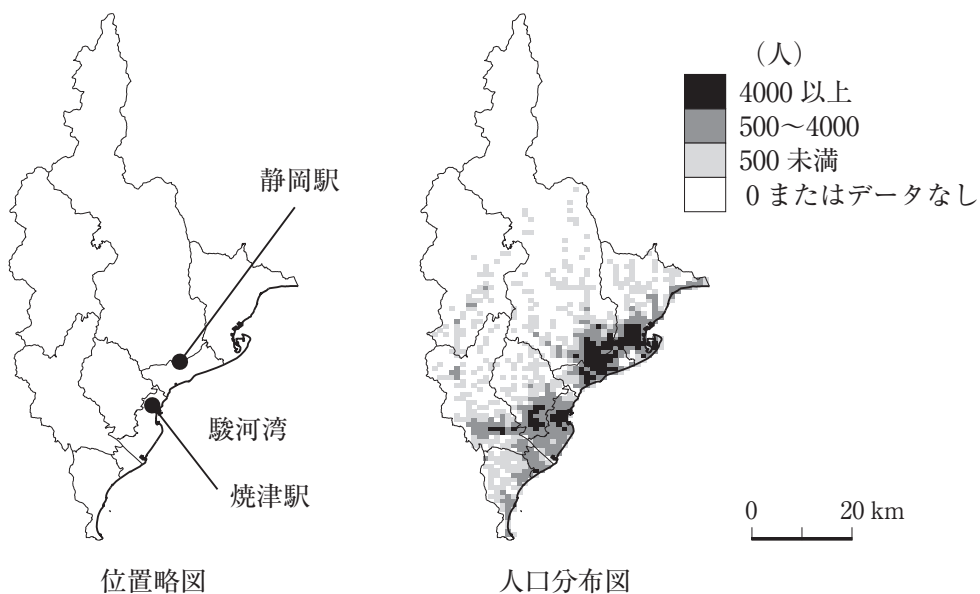 静岡駅
駿河湾
焼津駅
位置略図
(人)
4000 以上
500~4000
500 未満
0 またはデータなし
0 20 km
人口分布図